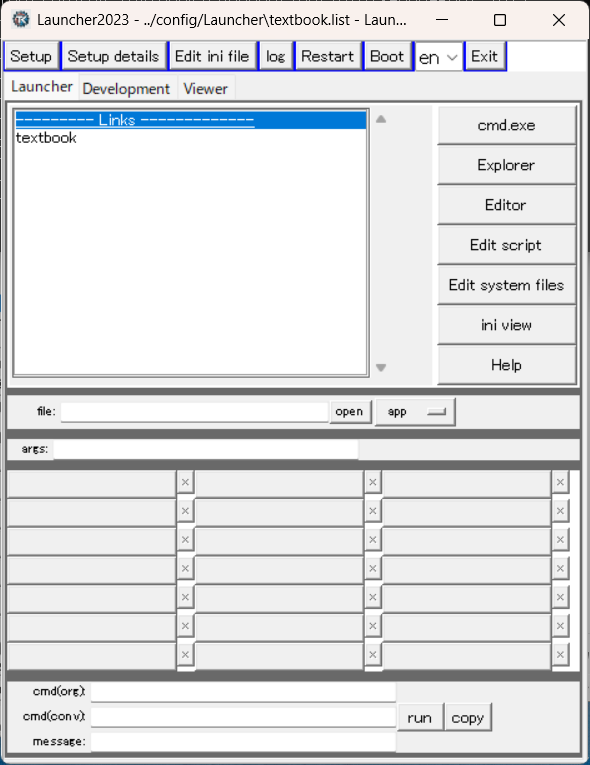 Launcher2023 - ../config/Launcher\textbook.list - Laun...
Setup Setup details Edit ini file log Restart Boot en Exit
Launcher Development Viewer
--------- Links -------------
textbook
cmd.exe
Explorer
Editor
Edit script
Edit system files
ini view
Help
file: open app
args:
× × ×
× × ×
× × ×
× × ×
× × ×
× × ×
× × ×
cmd(org):
cmd(conv): run copy
message: